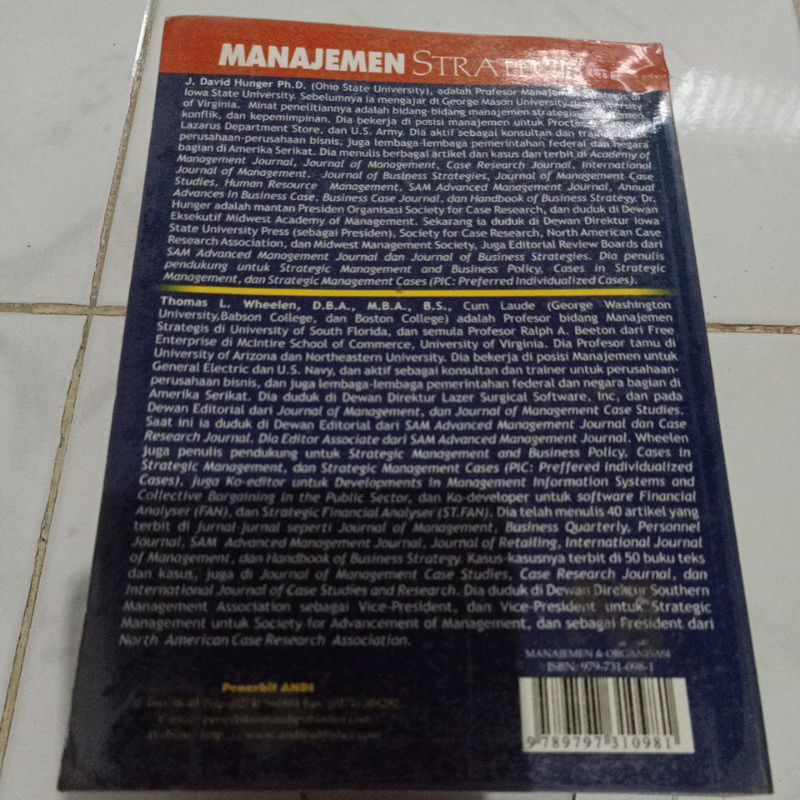 MANAJEMEN
J. David Hunger Ph.D. (Ohio State University), adalah Profesor Manajemen
Iowa State University. Sebelumnya ia mengajar di George Mason University dan
of Virginia. Minat penelitiannya adalah bidang-bidang manajemen strategis,
konflik, dan kepemimpinan. Dia bekerja di posisi manajemen untuk Procter
Lazarus Department Store, dan U.S. Army. Dia aktif sebagai konsultan dan trainer
perusahaan-perusahaan bisnis, juga lembaga-lembaga pemerintahan federal dan negara
bagian di Amerika Serikat. Dia menulis berbagai artikel dan kasus dan terbit di Academy of
Management Journal, Journal of Management, Case Research Journal, International
Journal of Management, Journal of Business Strategies, Journal of Management Case
Studies, Human Resource Management, SAM Advanced Management Journal, Annual
Advances in Business Case, Business Case Journal, dan Handbook of Business Strategy. Dr.
Hunger adalah mantan Presiden Organisasi Society for Case Research, dan duduk di Dewan
Eksekutif Midwest Academy of Management. Sekarang ia duduk di Dewan Direktur Iowa
State University Press (sebagai Presiden), Society for Case Research, North American Case
Research Association, dan Midwest Management Society, Juga Editorial Review Boards dari
SAM Advanced Management Journal dan Journal of Business Strategies. Dia penulis
pendukung untuk Strategic Management and Business Policy, Cases in Strategic
Management, dan Strategic Management Cases (PIC: Preferred Individualized Cases).
Thomas L. Wheelen, D.B.A., M.B.A., B.S., Cum Laude (George Washington
University,Babson College, dan Boston College) adalah Profesor bidang Manajemen
Strategis di University of South Florida, dan semula Profesor Ralph A. Beeton dari Free
Enterprise di McIntire School of Commerce, University of Virginia. Dia Profesor tamu di
University of Arizona dan Northeastern University. Dia bekerja di posisi Manajemen untuk
General Electric dan U.S. Navy, dan aktif sebagai konsultan dan trainer untuk perusahaan-
perusahaan bisnis, dan juga lembaga-lembaga pemerintahan federal dan negara bagian di
Amerika Serikat. Dia duduk di Dewan Direktur Lazer Surgical Software, Inc, dan pada
Dewan Editorial dari Journal of Management, dan Journal of Management Case Studies.
Saat ini ia duduk di Dewan Editorial dari SAM Advanced Management Journal dan Case
Research Journal. Dia Editor Associate dari SAM Advanced Management Journal. Wheelen
juga penulis pendukung untuk Strategic Management and Business Policy, Cases in
Strategic Management, dan Strategic Management Cases (PIC: Preffered Individualized
Cases), juga Ko-editor untuk Developments in Management Information Systems and
Collective Bargaining in the Public Sector, dan Ko-developer untuk software Financial
Analyser (FAN), dan Strategic Financial Analyser (ST.FAN). Dia telah menulis 40 artikel yang
terbit di jurnal-jurnal seperti Journal of Management, Business Quarterly, Personnel
Journal, SAM Advanced Management Journal, Journal of Retailing, International Journal
of Management, dan Handbook of Business Strategy. Kasus-kasusnya terbit di 50 buku teks
dan kasus, juga di Journal of Management Case Studies, Case Research Journal, dan
International Journal of Case Studies and Research. Dia duduk di Dewan Direktur Southern
Management Association sebagai Vice-President, dan Vice-President untuk Strategic
Management untuk Society for Advancement of Management, dan sebagai President dari
North American Case Research Association.
MANAJEMEN & ORGANISASI
ISBN: 979-731-098-1
Penerbit ANDI
9 789797 310981